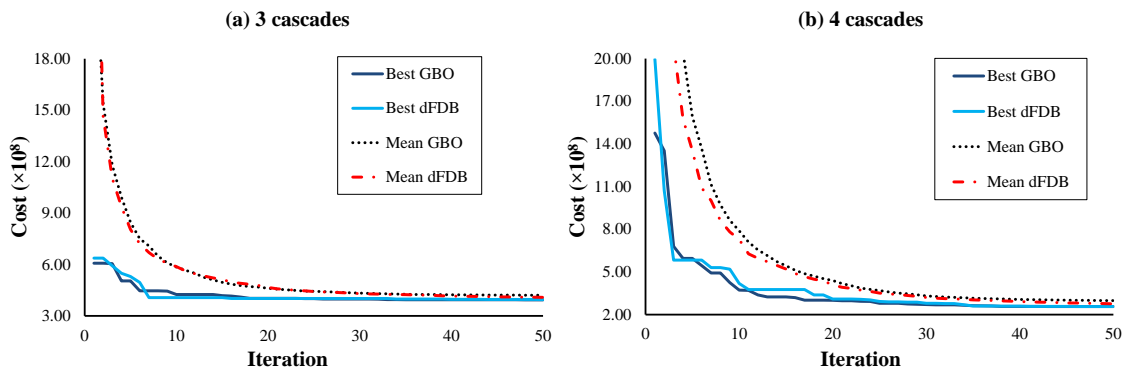 (a) 3 cascades
18.00
15.00
12.00
9.00
6.00
3.00
Cost (×10⁸)
0
10
20
30
40
50
Iteration
Best GBO
Best dFDB
Mean GBO
Mean dFDB
(b) 4 cascades
20.00
17.00
14.00
11.00
8.00
5.00
2.00
Cost (×10⁸)
0
10
20
30
40
50
Iteration
Best GBO
Best dFDB
Mean GBO
Mean dFDB